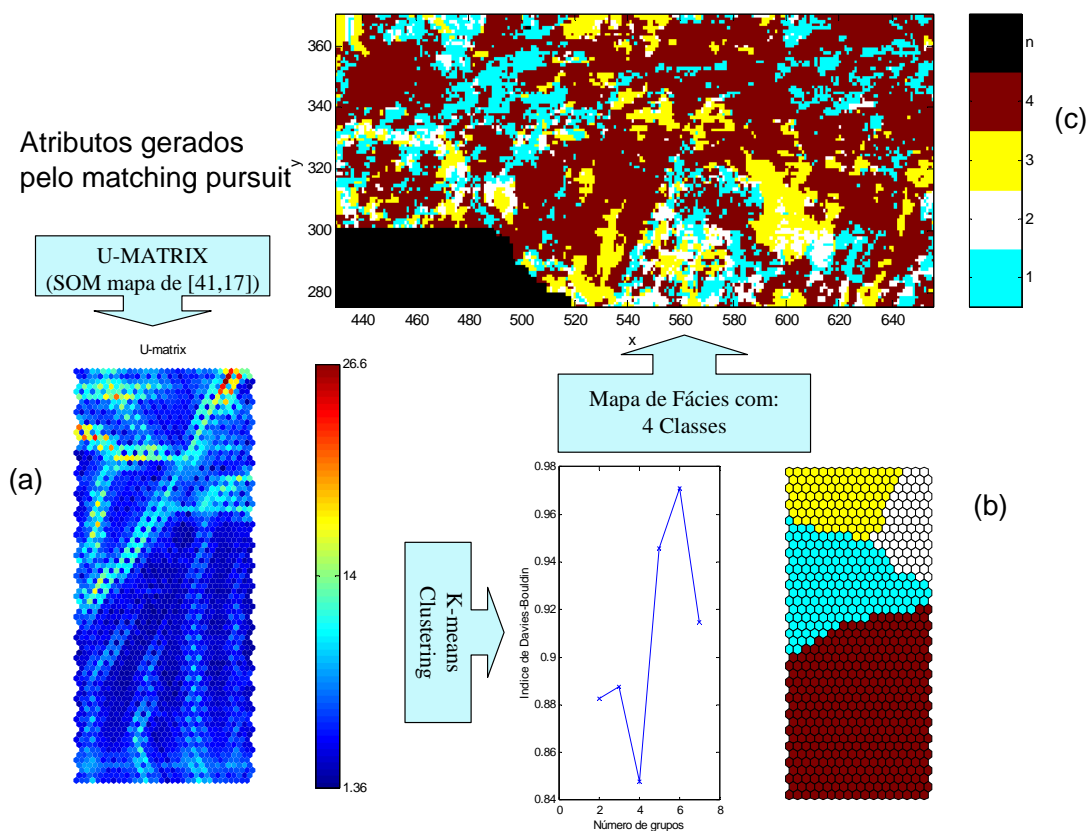 Atributos gerados
pelo matching pursuit
U-MATRIX
(SOM mapa de [41,17])
U-matrix
26.6
14
1.36
(a)
K-means
Clustering
Indice de Davies-Bouldin
0.98
0.96
0.94
0.92
0.9
0.88
0.86
0.84
0
2
4
6
8
Número de grupos
(b)
Mapa de Fácies com:
4 Classes
y
360
340
320
300
280
440
460
480
500
520
540
560
580
600
620
640
x
n
4
3
2
1
(c)